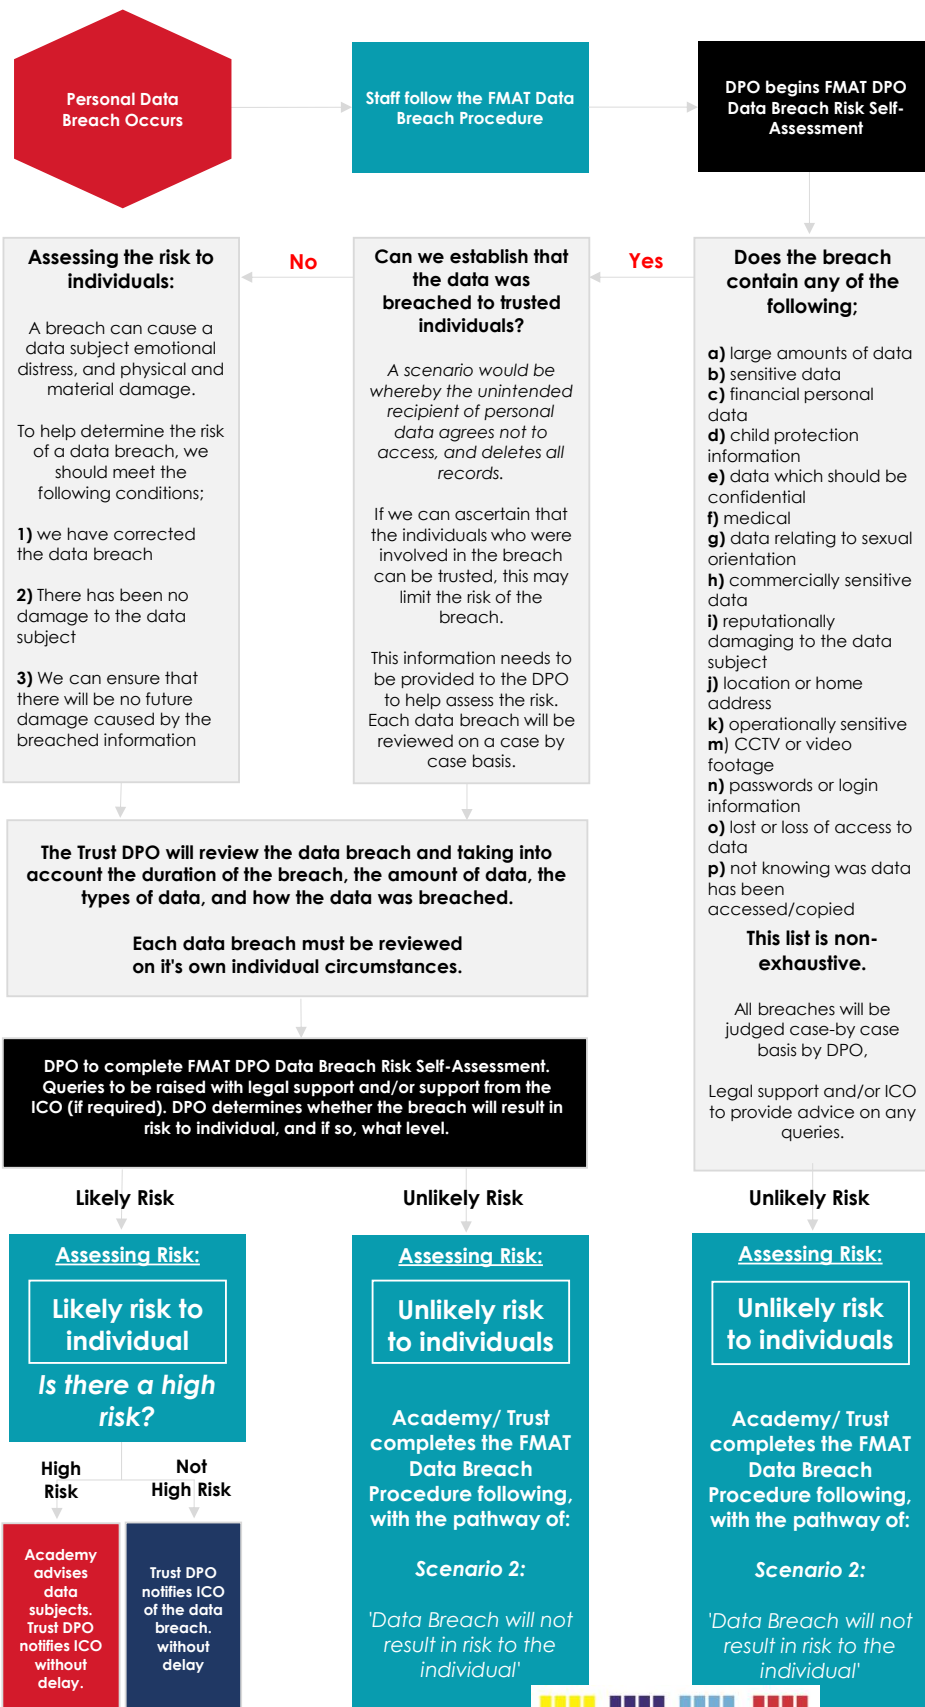 Personal Data
Breach Occurs
Staff follow the FMAT Data
Breach Procedure
DPO begins FMAT DPO
Data Breach Risk Self-
Assessment
Assessing the risk to
individuals:
A breach can cause a
data subject emotional
distress, and physical and
material damage.
To help determine the risk
of a data breach, we
should meet the
following conditions;
1) we have corrected
the data breach
2) There has been no
damage to the data
subject
3) We can ensure that
there will be no future
damage caused by the
breached information
No
Can we establish that
the data was
breached to trusted
individuals?
A scenario would be
whereby the unintended
recipient of personal
data agrees not to
access, and deletes all
records.
If we can ascertain that
the individuals who were
involved in the breach
can be trusted, this may
limit the risk of the
breach.
This information needs to
be provided to the DPO
to help assess the risk.
Each data breach will be
reviewed on a case by
case basis.
Yes
Does the breach
contain any of the
following;
a) large amounts of data
b) sensitive data
c) financial personal
data
d) child protection
information
e) data which should be
confidential
f) medical
g) data relating to sexual
orientation
h) commercially sensitive
data
i) reputationally
damaging to the data
subject
j) location or home
address
k) operationally sensitive
m) CCTV or video
footage
n) passwords or login
information
o) lost or loss of access to
data
p) not knowing was data
has been
accessed/copied
This list is non-
exhaustive.
All breaches will be
judged case-by case
basis by DPO,
Legal support and/or ICO
to provide advice on any
queries.
The Trust DPO will review the data breach and taking into
account the duration of the breach, the amount of data, the
types of data, and how the data was breached.
Each data breach must be reviewed
on it's own individual circumstances.
DPO to complete FMAT DPO Data Breach Risk Self-Assessment.
Queries to be raised with legal support and/or support from the
ICO (if required). DPO determines whether the breach will result in
risk to individual, and if so, what level.
Likely Risk
Unlikely Risk
Unlikely Risk
Assessing Risk:
Likely risk to
individual
Is there a high
risk?
High
Risk
Not
High Risk
Academy
advises
data
subjects.
Trust DPO
notifies ICO
without
delay.
Trust DPO
notifies ICO
of the data
breach.
without
delay
Assessing Risk:
Unlikely risk
to individuals
Academy/ Trust
completes the FMAT
Data Breach
Procedure following,
with the pathway of:
Scenario 2:
'Data Breach will not
result in risk to the
individual'
Assessing Risk:
Unlikely risk
to individuals
Academy/ Trust
completes the FMAT
Data Breach
Procedure following,
with the pathway of:
Scenario 2:
'Data Breach will not
result in risk to the
individual'